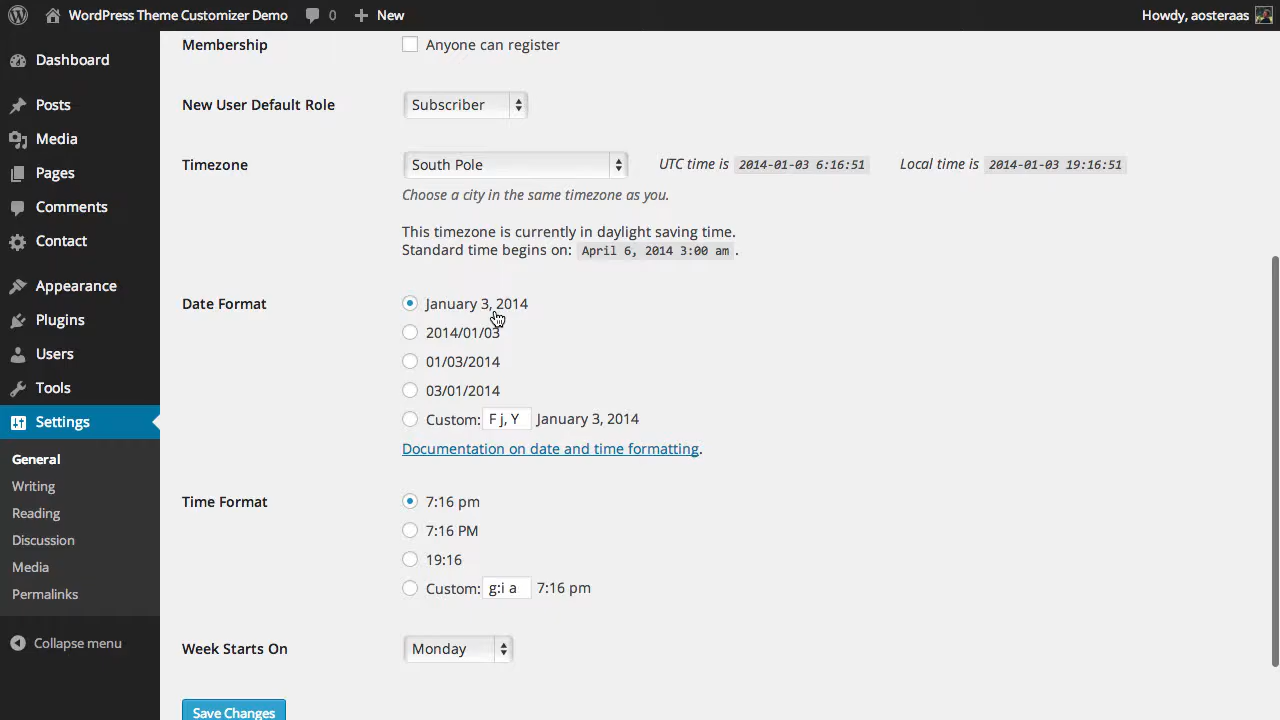 WordPress Theme Customizer Demo 0 New Howdy, aosteraas
Dashboard
Posts
Media
Pages
Comments
Contact
Appearance
Plugins
Users
Tools
Settings
General
Writing
Reading
Discussion
Media
Permalinks
Collapse menu
Membership Anyone can register
New User Default Role Subscriber
Timezone South Pole UTC time is 2014-01-03 6:16:51 Local time is 2014-01-03 19:16:51
Choose a city in the same timezone as you.
This timezone is currently in daylight saving time.
Standard time begins on: April 6, 2014 3:00 am .
Date Format January 3, 2014
2014/01/03
01/03/2014
03/01/2014
Custom: F j, Y January 3, 2014
Documentation on date and time formatting.
Time Format 7:16 pm
7:16 PM
19:16
Custom: g:i a 7:16 pm
Week Starts On Monday
Save Changes